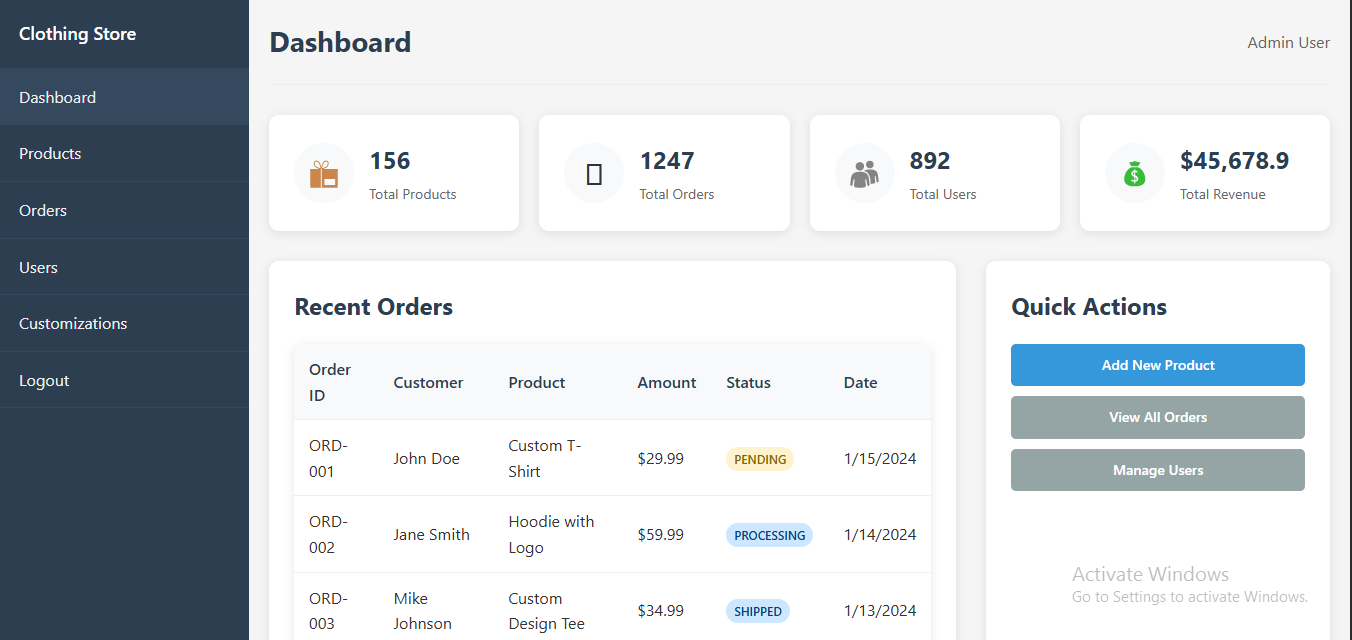 Clothing Store
Dashboard
Products
Orders
Users
Customizations
Logout
Dashboard
Admin User
156
Total Products
1247
Total Orders
892
Total Users
$45,678.9
Total Revenue
Recent Orders
Order
ID
Customer
Product
Amount
Status
Date
ORD-
001
John Doe
Custom T-
Shirt
$29.99
PENDING
1/15/2024
ORD-
002
Jane Smith
Hoodie with
Logo
$59.99
PROCESSING
1/14/2024
ORD-
003
Mike
Johnson
Custom
Design Tee
$34.99
SHIPPED
1/13/2024
Quick Actions
Add New Product
View All Orders
Manage Users
Activate Windows
Go to Settings to activate Windows.